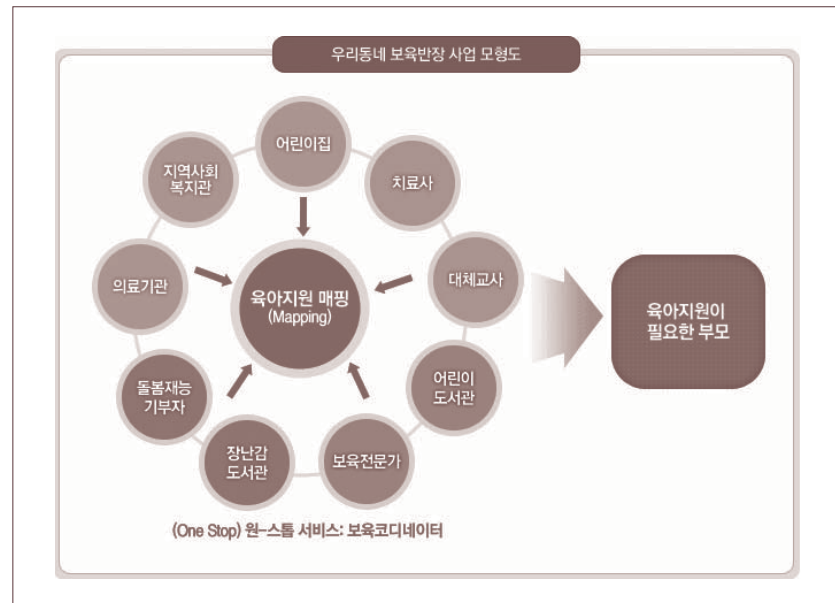 우리동네 보육반장 사업 모형도
어린이집
지역사회
복지관
치료사
의료기관
육아지원 매핑
(Mapping)
대체교사
육아지원이
필요한 부모
돌봄재능
기부자
어린이
도서관
장난감
도서관
보육전문가
(One Stop) 원-스톱 서비스: 보육코디네이터